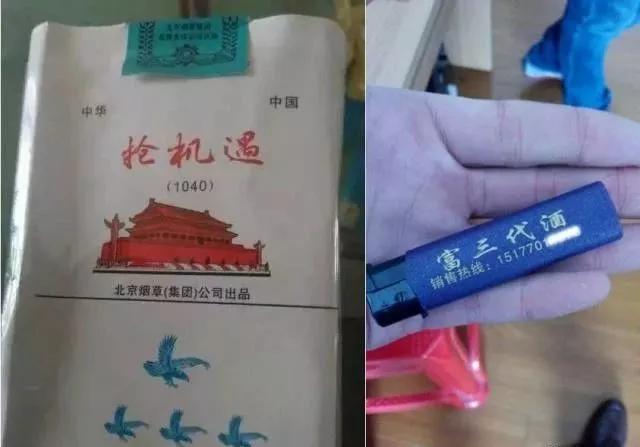 中华
中国
抢机遇
(1040)
北京烟草(集团)公司出品
富三代酒
销售热线：151770